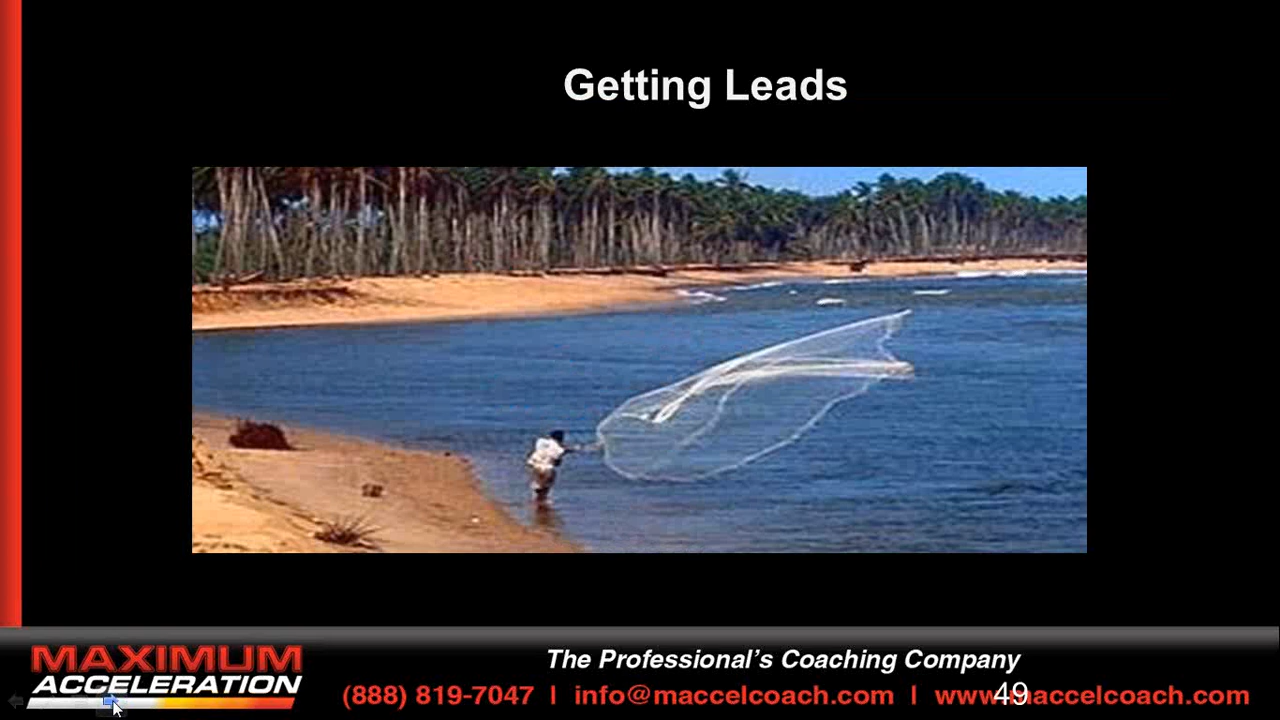 Getting Leads
MAXIMUM
ACCELERATION
The Professional's Coaching Company
(888) 819-7047 | info@maccelcoach.com | www.maccelcoach.com
49